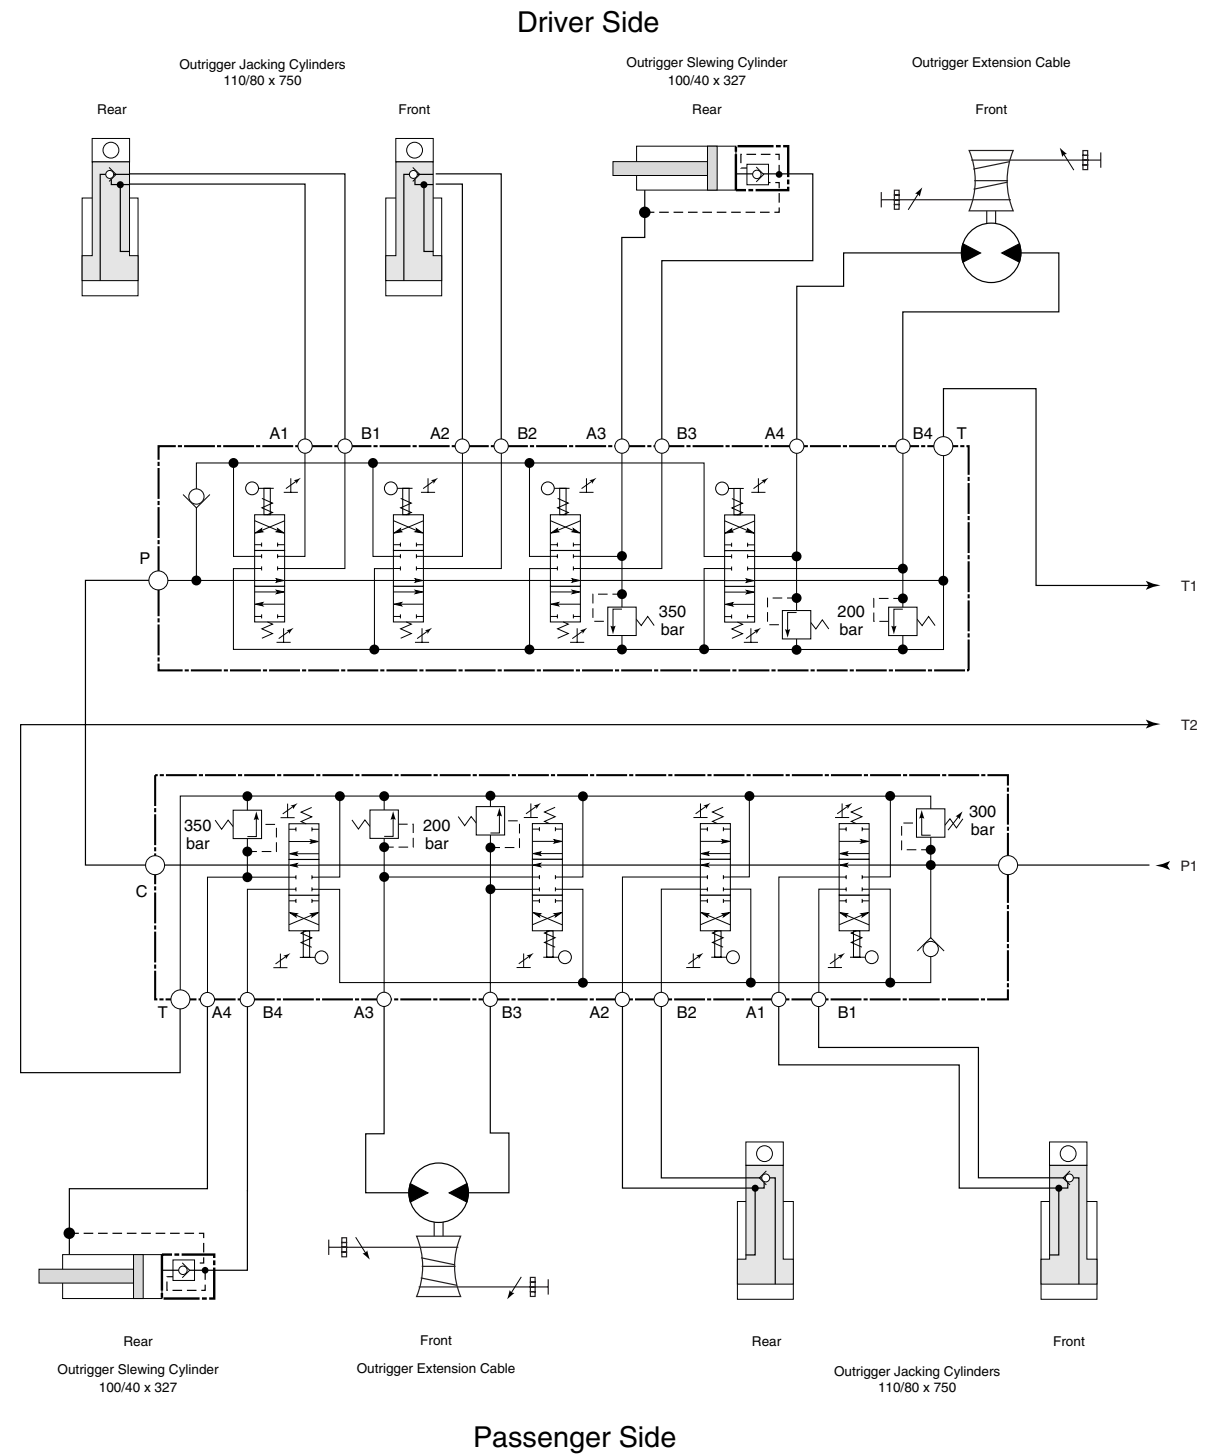 Driver Side
Outrigger Jacking Cylinders
110/80 x 750
Outrigger Slewing Cylinder
100/40 x 327
Outrigger Extension Cable
Rear
Front
Rear
Front
A1
B1
A2
B2
A3
B3
A4
B4
T
P
350
bar
200
bar
T1
T2
350
bar
200
bar
300
bar
C
P1
T
A4
B4
A3
B3
A2
B2
A1
B1
Rear
Front
Rear
Front
Outrigger Slewing Cylinder
100/40 x 327
Outrigger Extension Cable
Outrigger Jacking Cylinders
110/80 x 750
Passenger Side